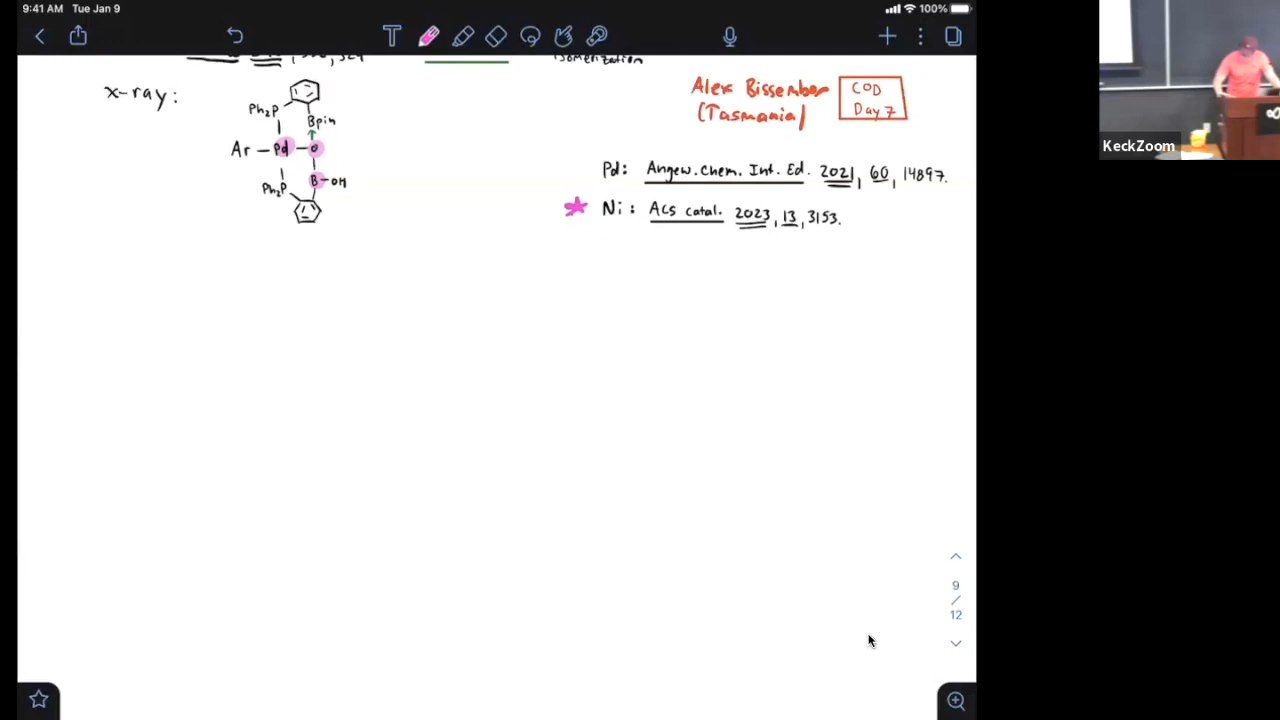 9:41 AM Tue Jan 9
100%
isomerization
x-ray:
Ph₂P
Bpin
Ar — Pd — O
Ph₂P
B — OH
Alex Bissember
(Tasmania)
COD
Day 7
Pd: Angew. Chem. Int. Ed. 2021, 60, 14897.
Ni: ACS catal. 2023, 13, 3153.
9
/
12
KeckZoom